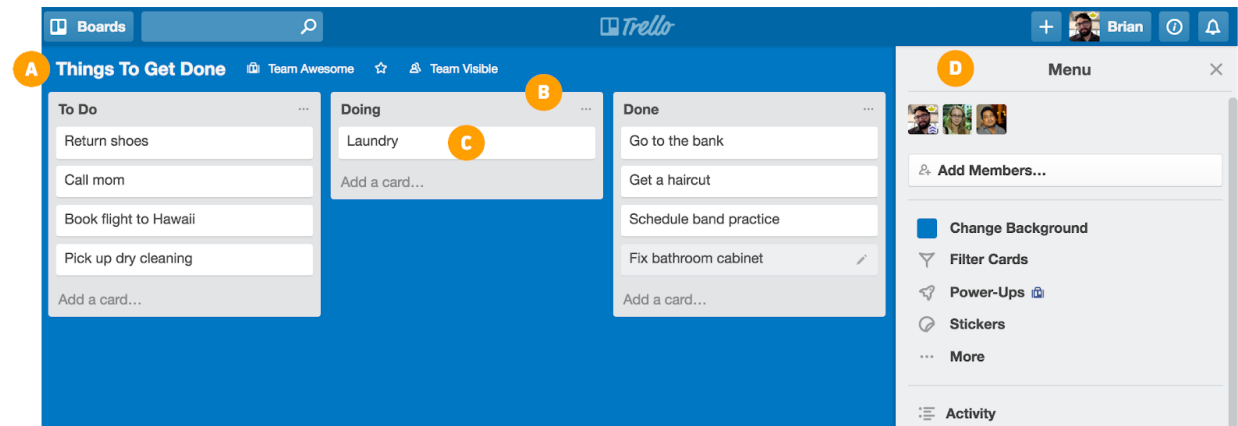 Boards
Trello
Brian
A
Things To Get Done Team Awesome Team Visible
B
To Do
Return shoes
Call mom
Book flight to Hawaii
Pick up dry cleaning
Add a card...
Doing
Laundry
C
Add a card...
Done
Go to the bank
Get a haircut
Schedule band practice
Fix bathroom cabinet
Add a card...
D
Menu
Add Members...
Change Background
Filter Cards
Power-Ups
Stickers
More
Activity